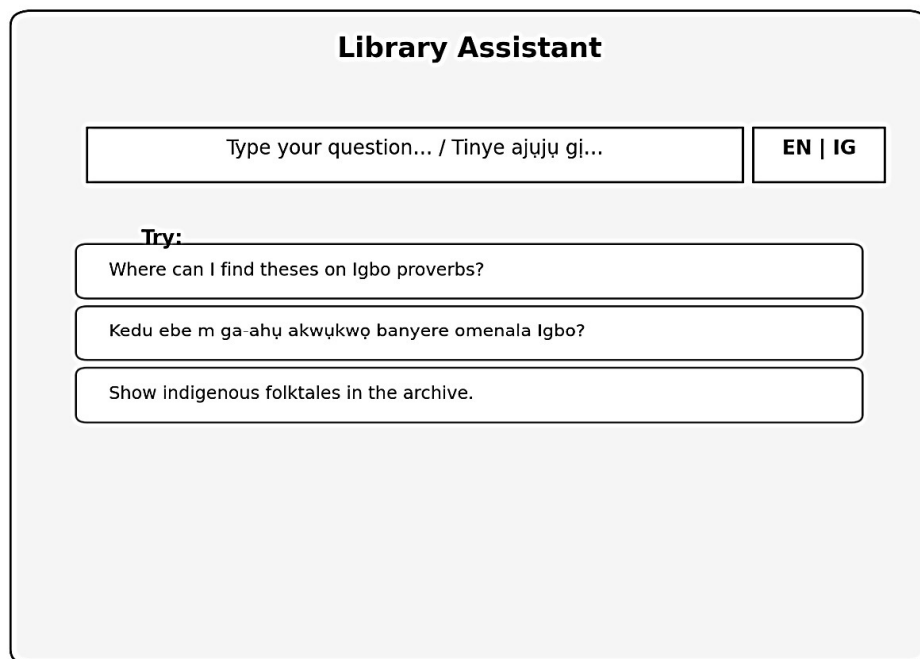 Library Assistant
Type your question... / Tinye ajụjụ gị...
EN | IG
Try:
Where can I find theses on Igbo proverbs?
Kedu ebe m ga-ahụ akwụkwọ banyere omenala Igbo?
Show indigenous folktales in the archive.